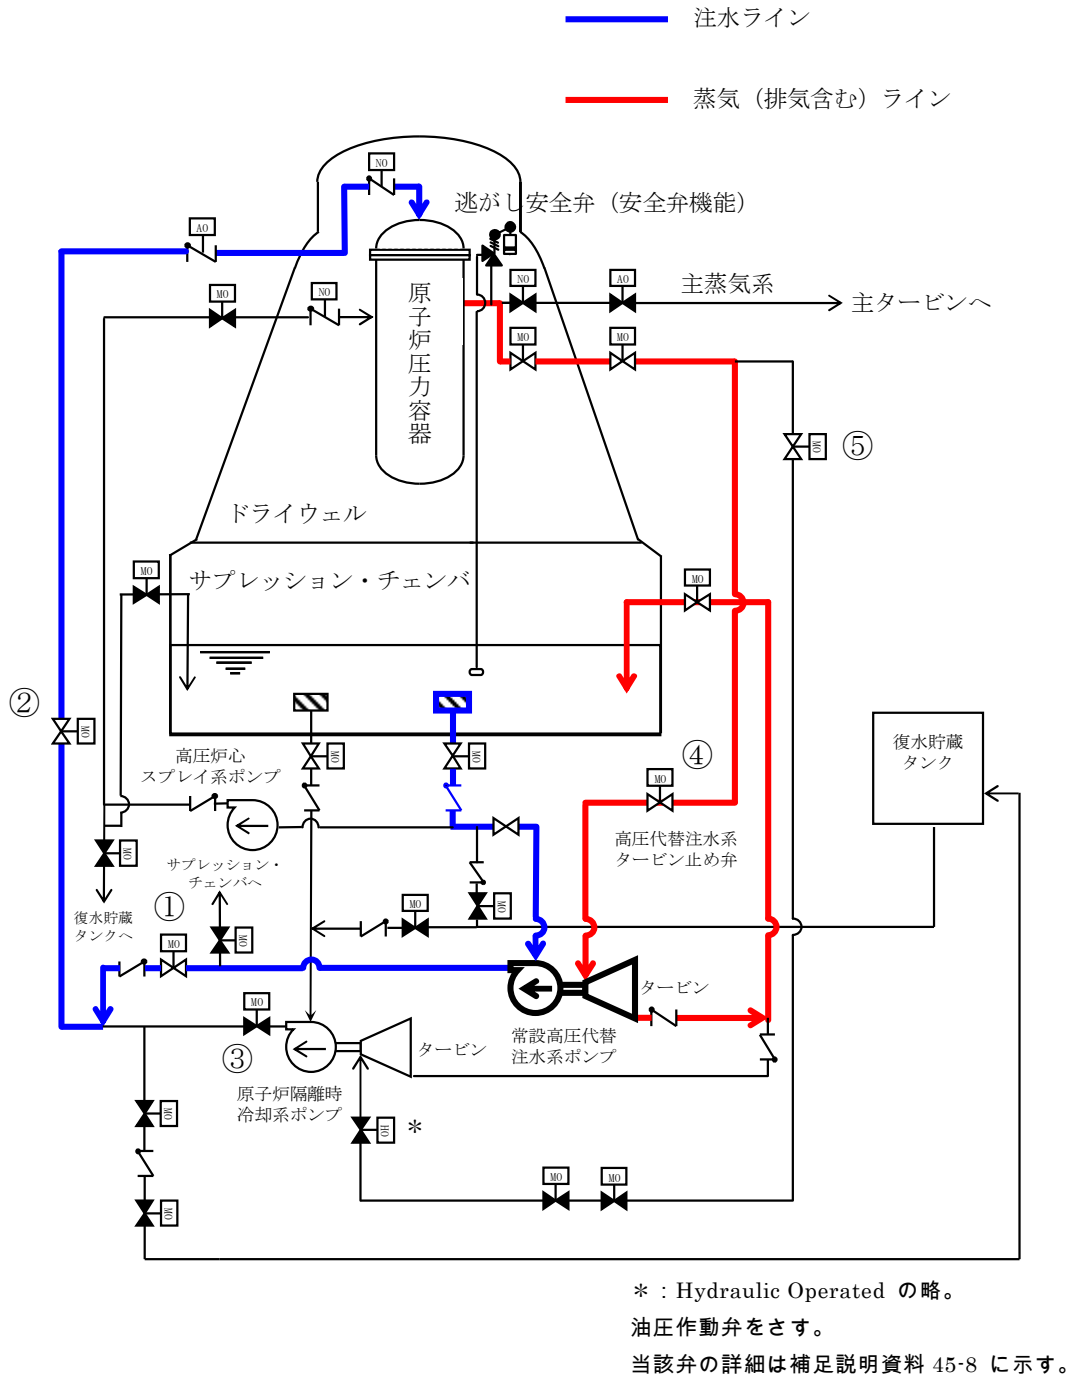 注水ライン
蒸気（排気含む）ライン
NO
逃がし安全弁（安全弁機能）
AO
MO
NO
NO
AO
主蒸気系
主タービンへ
原子炉圧力容器
MO
MO
MO
⑤
ドライウェル
サプレッション・チェンバ
MO
MO
②
MO
高圧炉心
スプレイ系ポンプ
MO
MO
④
MO
復水貯蔵
タンク
高圧代替注水系
タービン止め弁
MO
サプレッション・
チェンバへ
復水貯蔵
タンクへ
①
MO
MO
MO
MO
タービン
常設高圧代替
注水系ポンプ
MO
③
タービン
原子炉隔離時
冷却系ポンプ
MO
HO
＊
MO
MO
MO
＊：Hydraulic Operated の略。
油圧作動弁をさす。
当該弁の詳細は補足説明資料 45-8 に示す。